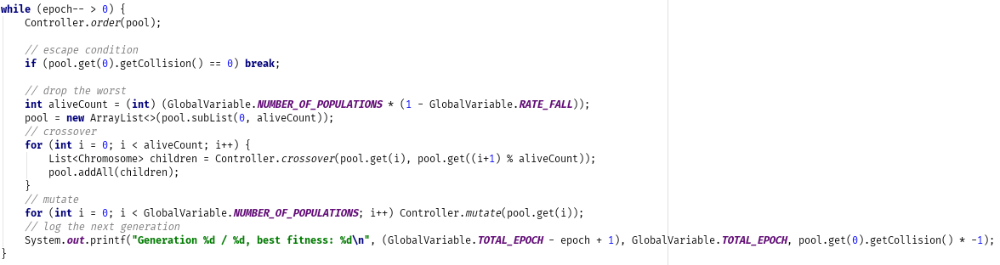 while (epoch-- > 0) {
    Controller.order(pool);

    // escape condition
    if (pool.get(0).getCollision() == 0) break;

    // drop the worst
    int aliveCount = (int) (GlobalVariable.NUMBER_OF_POPULATIONS * (1 - GlobalVariable.RATE_FALL));
    pool = new ArrayList<>(pool.subList(0, aliveCount));
    // crossover
    for (int i = 0; i < aliveCount; i++) {
        List<Chromosome> children = Controller.crossover(pool.get(i), pool.get((i+1) % aliveCount));
        pool.addAll(children);
    }
    // mutate
    for (int i = 0; i < GlobalVariable.NUMBER_OF_POPULATIONS; i++) Controller.mutate(pool.get(i));
    // log the next generation
    System.out.printf("Generation %d / %d, best fitness: %d\n", (GlobalVariable.TOTAL_EPOCH - epoch + 1), GlobalVariable.TOTAL_EPOCH, pool.get(0).getCollision() * -1);
}